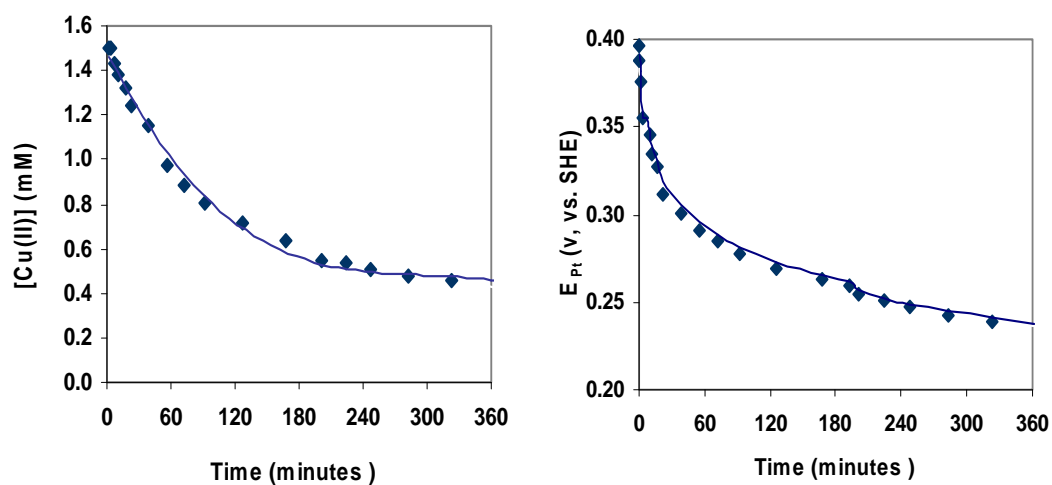 [Cu(II)] (mM)
1.6
1.4
1.2
1.0
0.8
0.6
0.4
0.2
0.0
0 60 120 180 240 300 360
Time (minutes )
E Pt (v, vs. SHE)
0.40
0.35
0.30
0.25
0.20
0 60 120 180 240 300 360
Time (minutes )